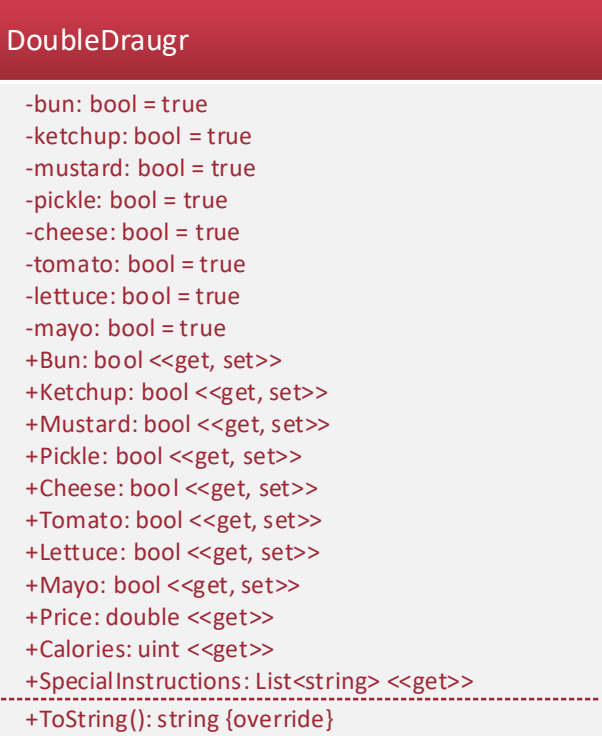 DoubleDraugr
-bun: bool = true
-ketchup: bool = true
-mustard: bool = true
-pickle: bool = true
-cheese: bool = true
-tomato: bool = true
-lettuce: bool = true
-mayo: bool = true
+Bun: bool <<get, set>>
+Ketchup: bool <<get, set>>
+Mustard: bool <<get, set>>
+Pickle: bool <<get, set>>
+Cheese: bool <<get, set>>
+Tomato: bool <<get, set>>
+Lettuce: bool <<get, set>>
+Mayo: bool <<get, set>>
+Price: double <<get>>
+Calories: uint <<get>>
+SpecialInstructions: List<string> <<get>>
+ToString(): string {override}